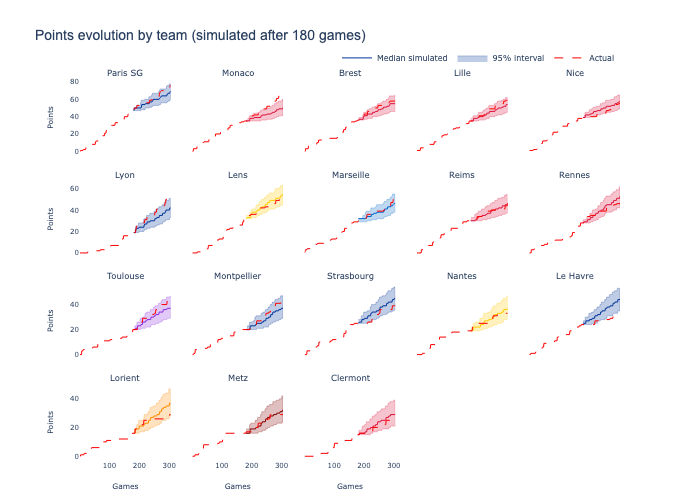 Points evolution by team (simulated after 180 games)
Median simulated 95% interval Actual
Paris SG Monaco Brest Lille Nice
80
60
40
20
0
Points
Lyon Lens Marseille Reims Rennes
60
40
20
0
Points
Toulouse Montpellier Strasbourg Nantes Le Havre
40
20
0
Points
Lorient Metz Clermont
40
20
0
Points
100 200 300 100 200 300 100 200 300
Games Games Games